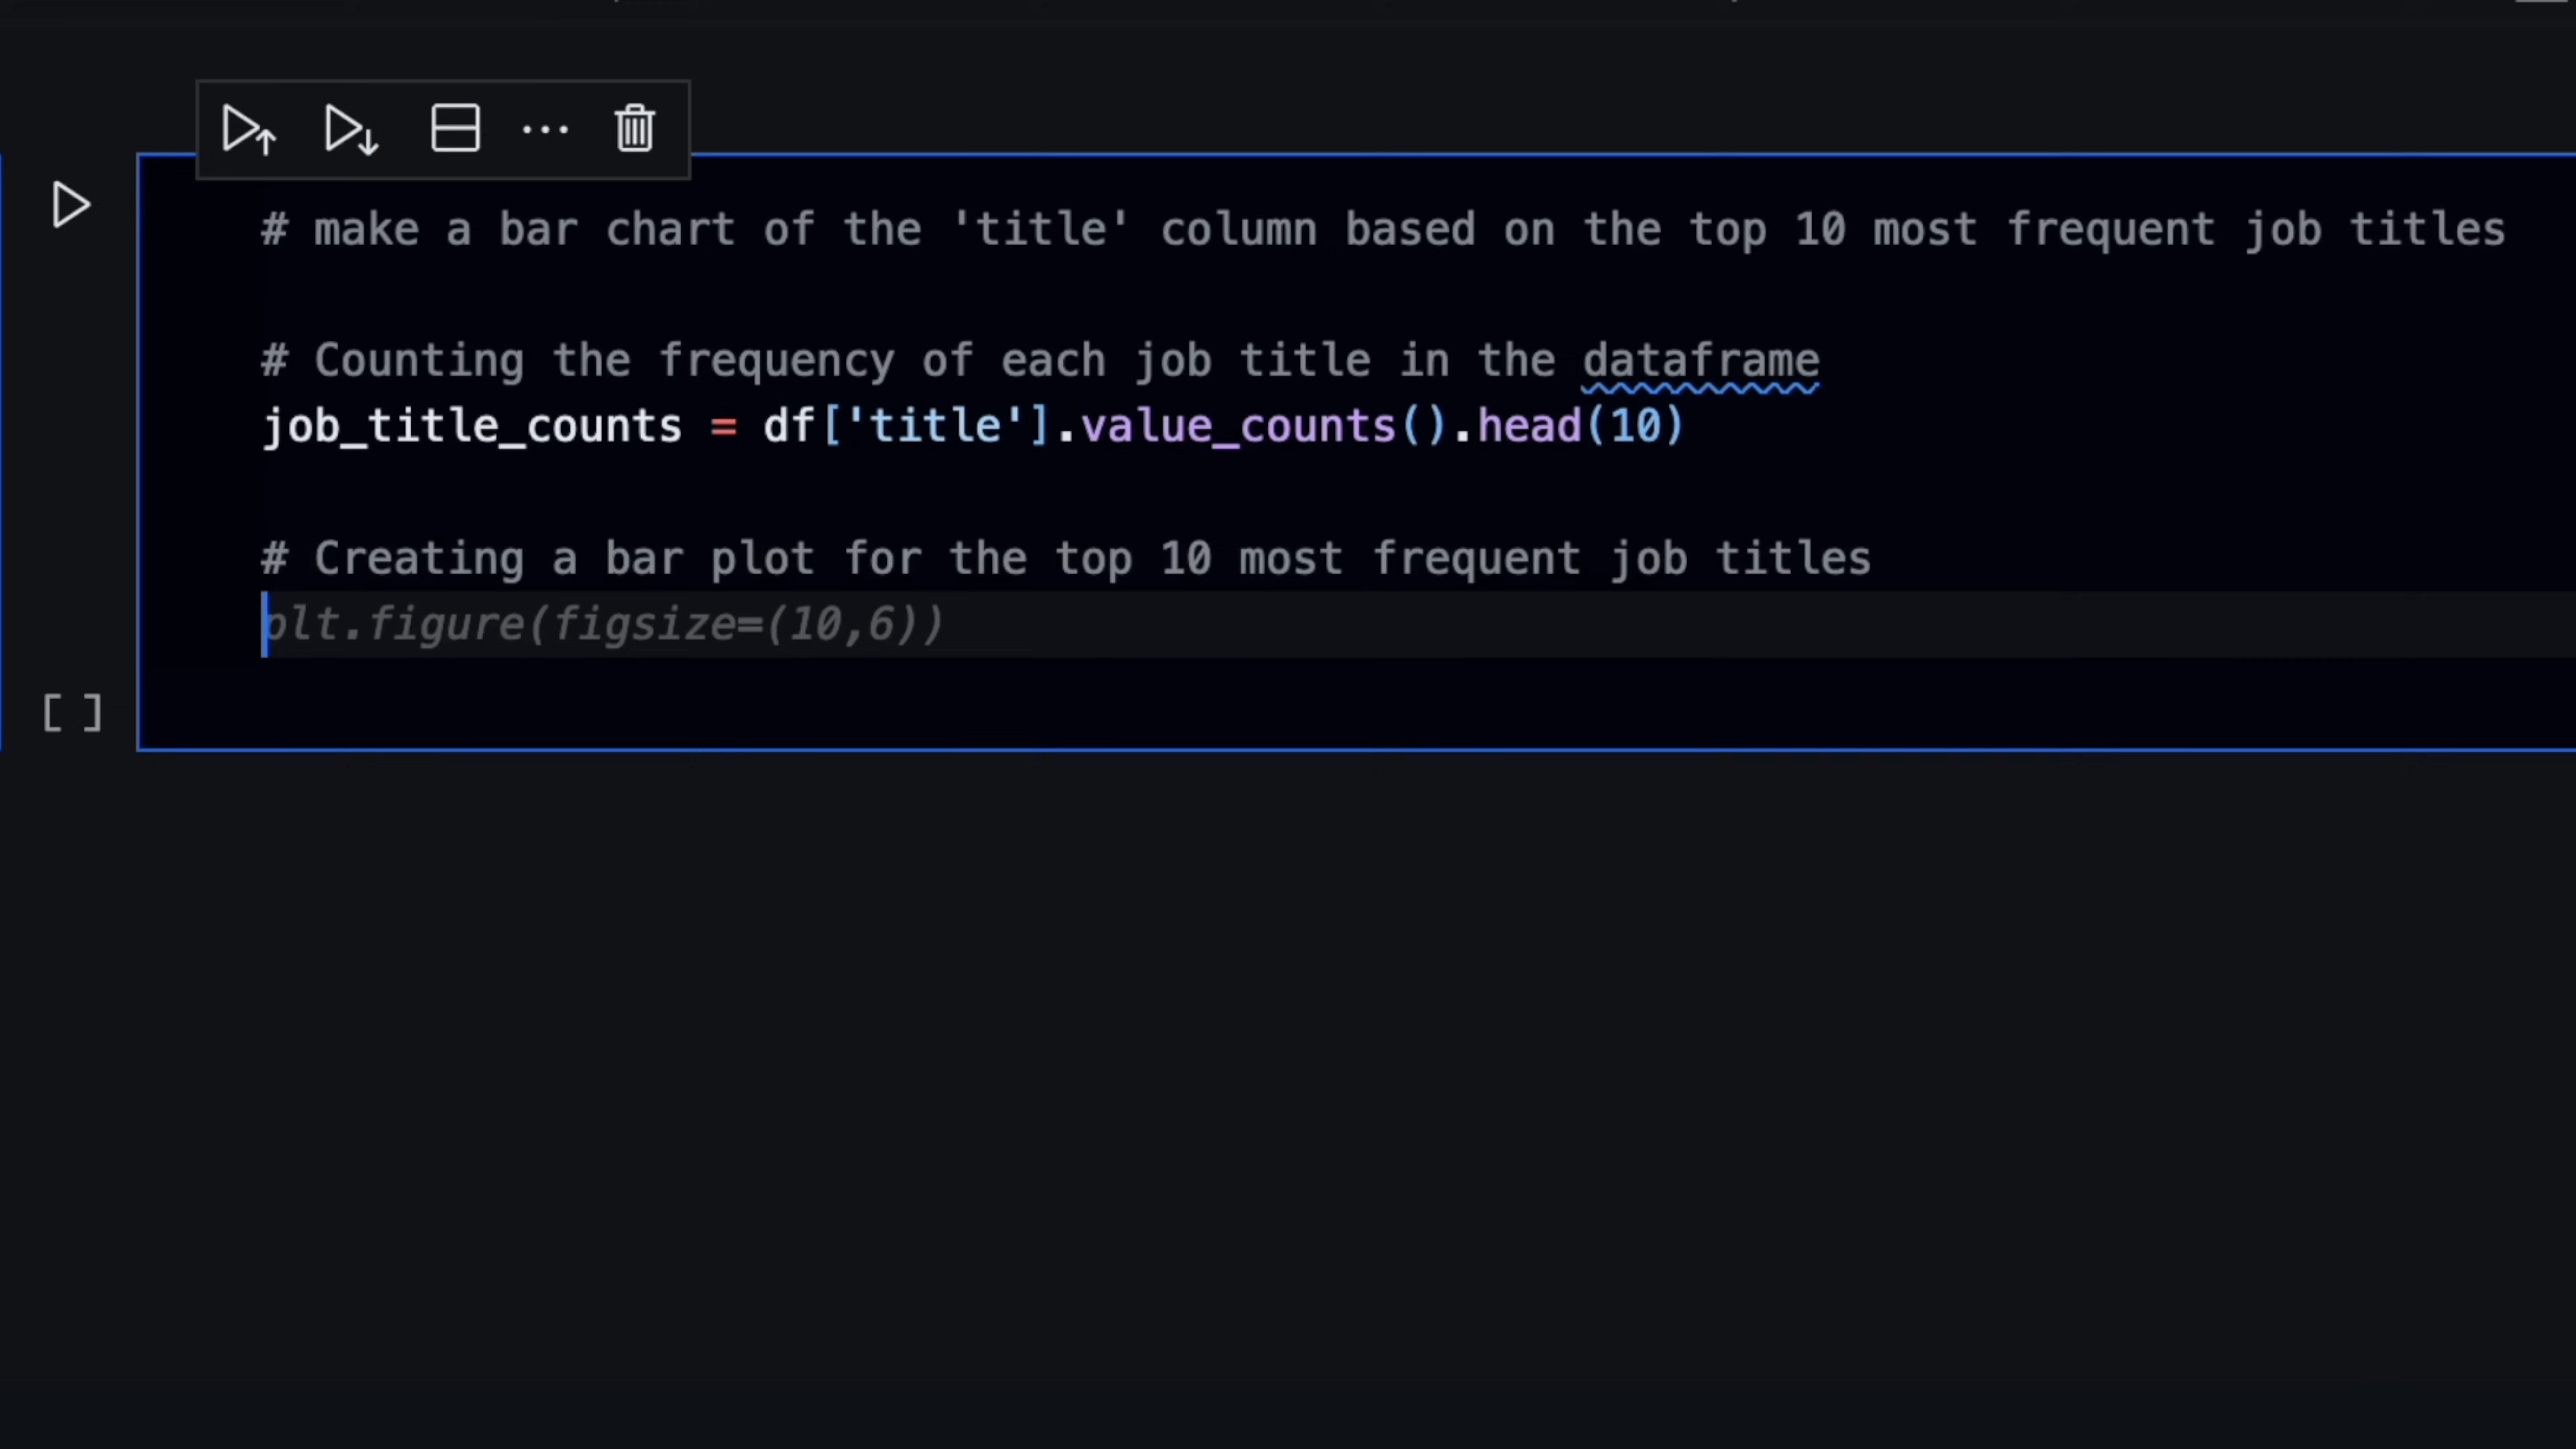 # make a bar chart of the 'title' column based on the top 10 most frequent job titles
# Counting the frequency of each job title in the dataframe
job_title_counts = df['title'].value_counts().head(10)
# Creating a bar plot for the top 10 most frequent job titles
plt.figure(figsize=(10,6))
[ ]